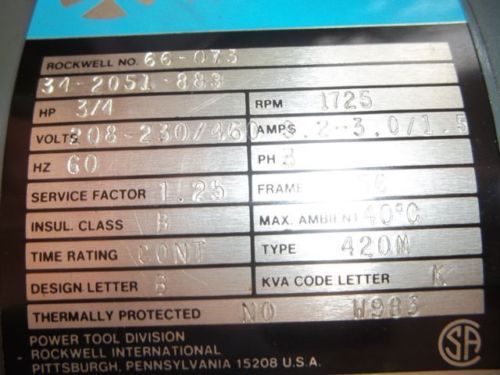 ROCKWELL NO. 66-073
34-2051-883
HP 3/4 RPM 1725
VOLTS 208-230/460 AMPS 3.2-3.0/1.5
HZ 60 PH 3
SERVICE FACTOR 1.25 FRAME 56
INSUL. CLASS B MAX. AMBIENT 40°C
TIME RATING CONT TYPE 420M
DESIGN LETTER B KVA CODE LETTER K
THERMALLY PROTECTED NO W983
POWER TOOL DIVISION
ROCKWELL INTERNATIONAL
PITTSBURGH, PENNSYLVANIA 15208 U.S.A.